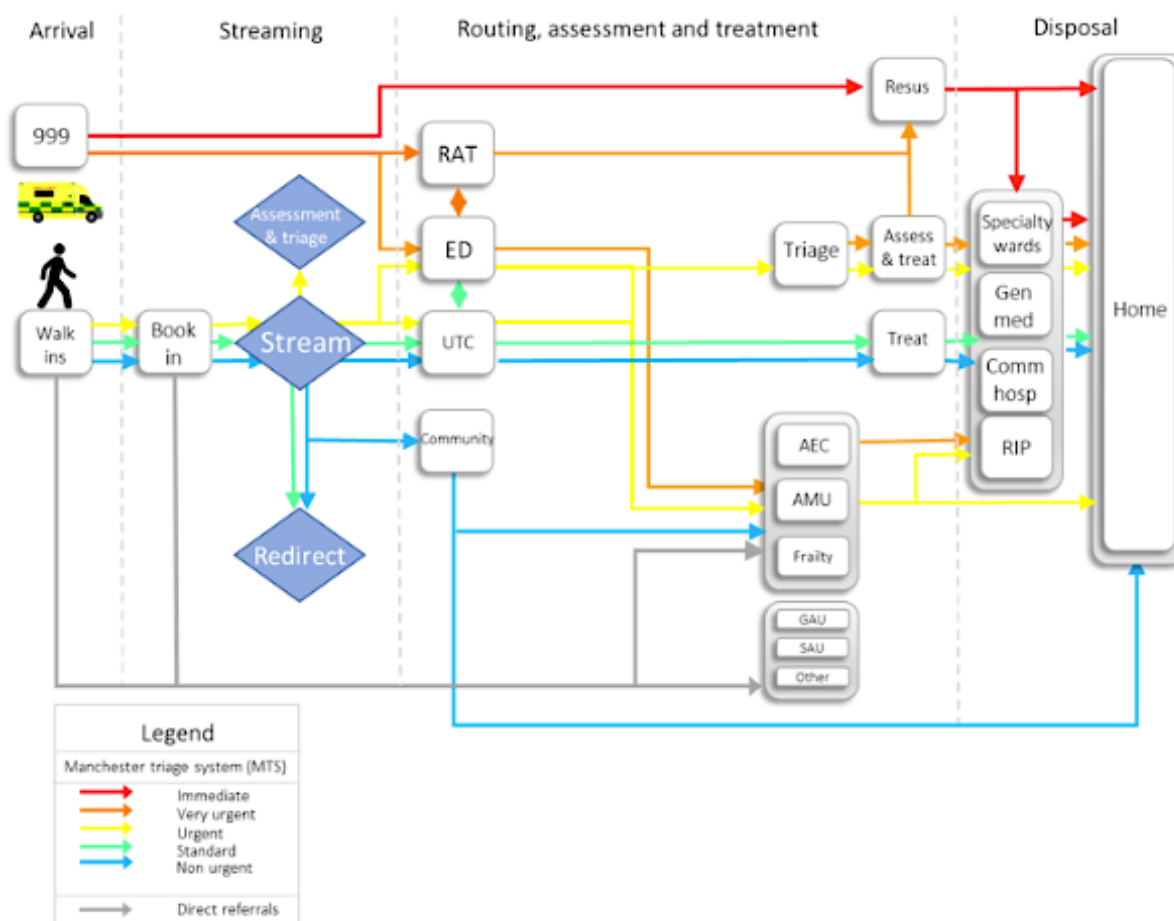 Arrival
Streaming
Routing, assessment and treatment
Disposal
999
RAT
Resus
Assessment
& triage
ED
Triage
Assess
& treat
Specialty
wards
Gen
med
Home
Walk
ins
Book
in
Stream
UTC
Treat
Comm
hosp
Community
AEC
RIP
AMU
Redirect
Frailty
GAU
SAU
Other
Legend
Manchester triage system (MTS)
Immediate
Very urgent
Urgent
Standard
Non urgent
Direct referrals